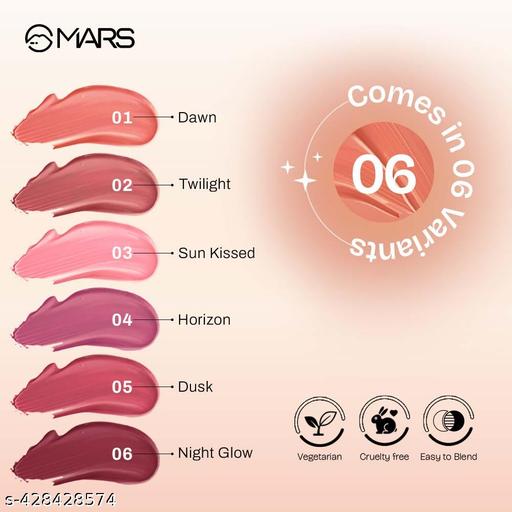 MARS
01 Dawn
02 Twilight
03 Sun Kissed
04 Horizon
05 Dusk
06 Night Glow
Comes in 06 Variants
06
Vegetarian
Cruelty free
Easy to Blend
s-428428574